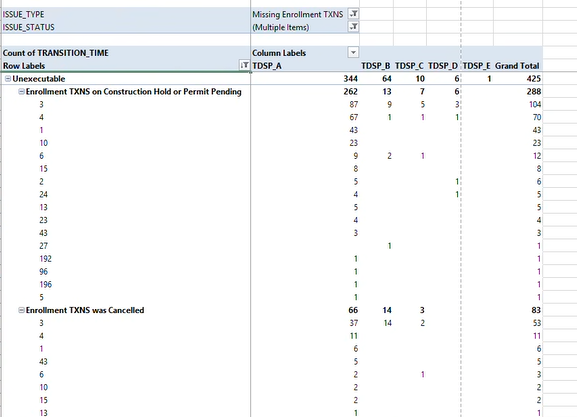 ISSUE_TYPE Missing Enrollment TXNS
ISSUE_STATUS (Multiple Items)
Count of TRANSITION_TIME Column Labels
Row Labels TDSP_A TDSP_B TDSP_C TDSP_D TDSP_E Grand Total
Unexecutable 344 64 10 6 1 425
Enrollment TXNS on Construction Hold or Permit Pending 262 13 7 6 288
3 87 9 5 3 104
4 67 1 1 1 70
1 43 43
10 23 23
6 9 2 1 12
15 8 8
2 5 1 6
24 4 1 5
13 5 5
23 4 4
43 3 3
27 1 1
192 1 1
96 1 1
196 1 1
5 1 1
Enrollment TXNS was Cancelled 66 14 3 83
3 37 14 2 53
4 11 11
1 6 6
43 5 5
6 2 1 3
10 2 2
15 2 2
13 1 1